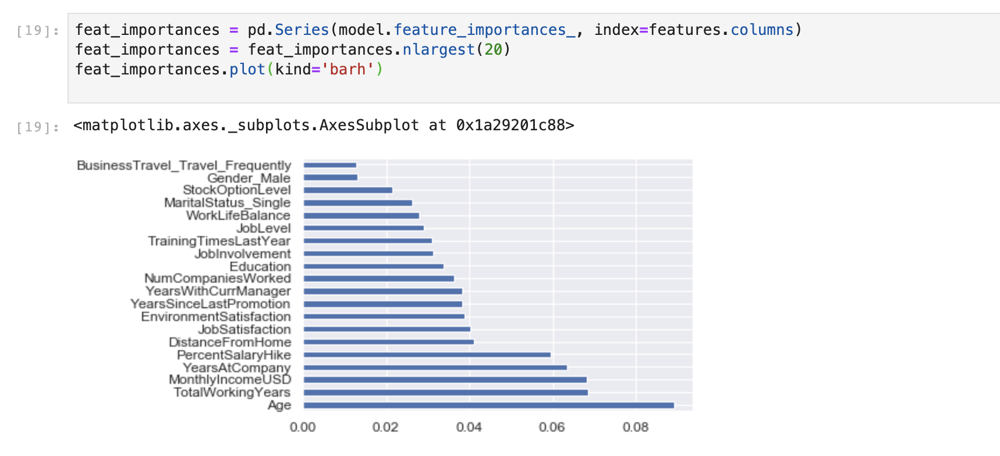 [19]: feat_importances = pd.Series(model.feature_importances_, index=features.columns)
feat_importances = feat_importances.nlargest(20)
feat_importances.plot(kind='barh')
[19]: <matplotlib.axes._subplots.AxesSubplot at 0x1a29201c88>
BusinessTravel_Travel_Frequently
Gender_Male
StockOptionLevel
MaritalStatus_Single
WorkLifeBalance
JobLevel
TrainingTimesLastYear
JobInvolvement
Education
NumCompaniesWorked
YearsWithCurrManager
YearsSinceLastPromotion
EnvironmentSatisfaction
JobSatisfaction
DistanceFromHome
PercentSalaryHike
YearsAtCompany
MonthlyIncomeUSD
TotalWorkingYears
Age
0.00 0.02 0.04 0.06 0.08